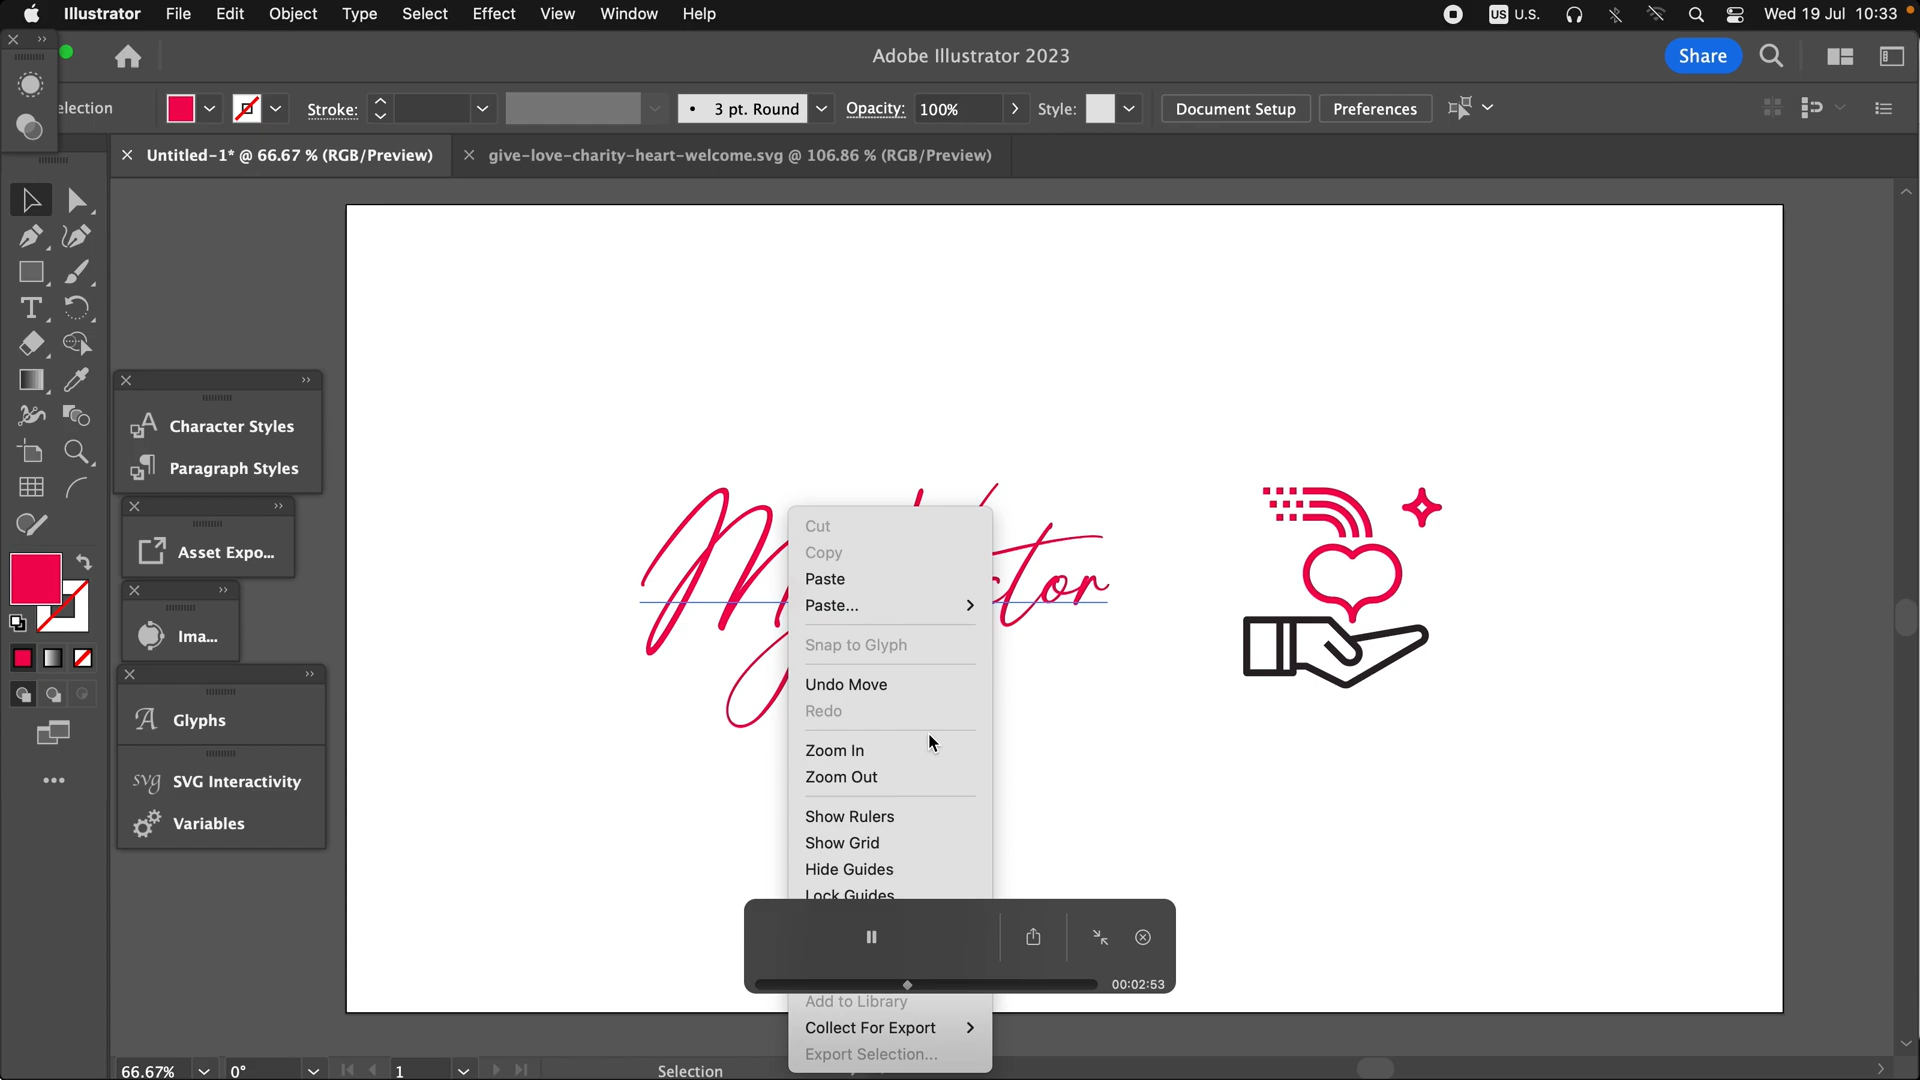 Illustrator File Edit Object Type Select Effect View Window Help
US U.S. Wed 19 Jul 10:33
Adobe Illustrator 2023
Share
election
Stroke:
3 pt. Round
Opacity: 100%
Style:
Document Setup
Preferences
Untitled-1* @ 66.67 % (RGB/Preview)
give-love-charity-heart-welcome.svg @ 106.86 % (RGB/Preview)
Character Styles
Paragraph Styles
Asset Expo...
Ima...
Glyphs
SVG Interactivity
Variables
Cut
Copy
Paste
Paste...
Snap to Glyph
Undo Move
Redo
Zoom In
Zoom Out
Show Rulers
Show Grid
Hide Guides
Lock Guides
00:02:53
Add to Library
Collect For Export
Export Selection...
66.67% 0° 1 Selection